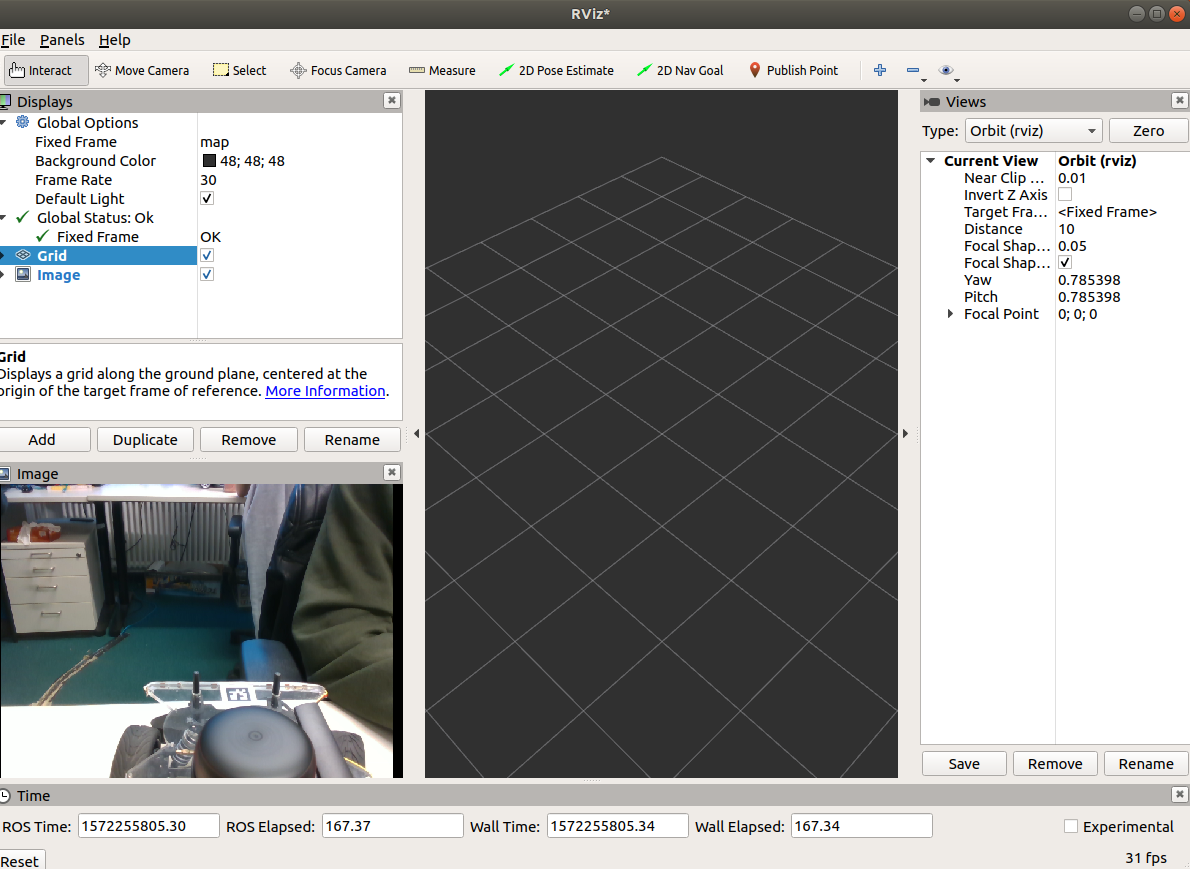 RViz*
File Panels Help
Interact Move Camera Select Focus Camera Measure 2D Pose Estimate 2D Nav Goal Publish Point
Displays
Global Options
Fixed Frame map
Background Color 48; 48; 48
Frame Rate 30
Default Light
Global Status: Ok
Fixed Frame OK
Grid
Image
Grid
Displays a grid along the ground plane, centered at the
origin of the target frame of reference. More Information.
Add Duplicate Remove Rename
Image
Views
Type: Orbit (rviz) Zero
Current View Orbit (rviz)
Near Clip ... 0.01
Invert Z Axis
Target Fra... <Fixed Frame>
Distance 10
Focal Shap... 0.05
Focal Shap...
Yaw 0.785398
Pitch 0.785398
Focal Point 0; 0; 0
Save Remove Rename
Time
ROS Time: 1572255805.30 ROS Elapsed: 167.37 Wall Time: 1572255805.34 Wall Elapsed: 167.34 Experimental
Reset 31 fps